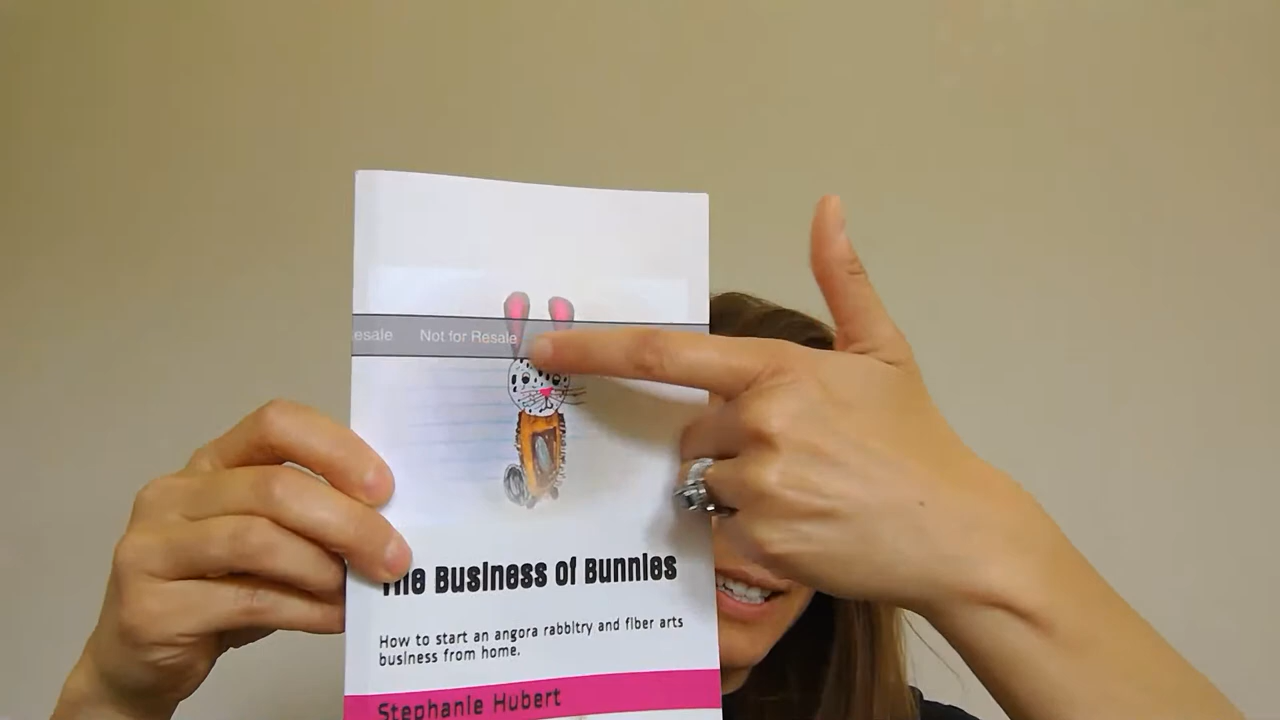 esale Not for Resale
The Business of Bunnies
How to start an angora rabbitry and fiber arts
business from home.
Stephanie Hubert